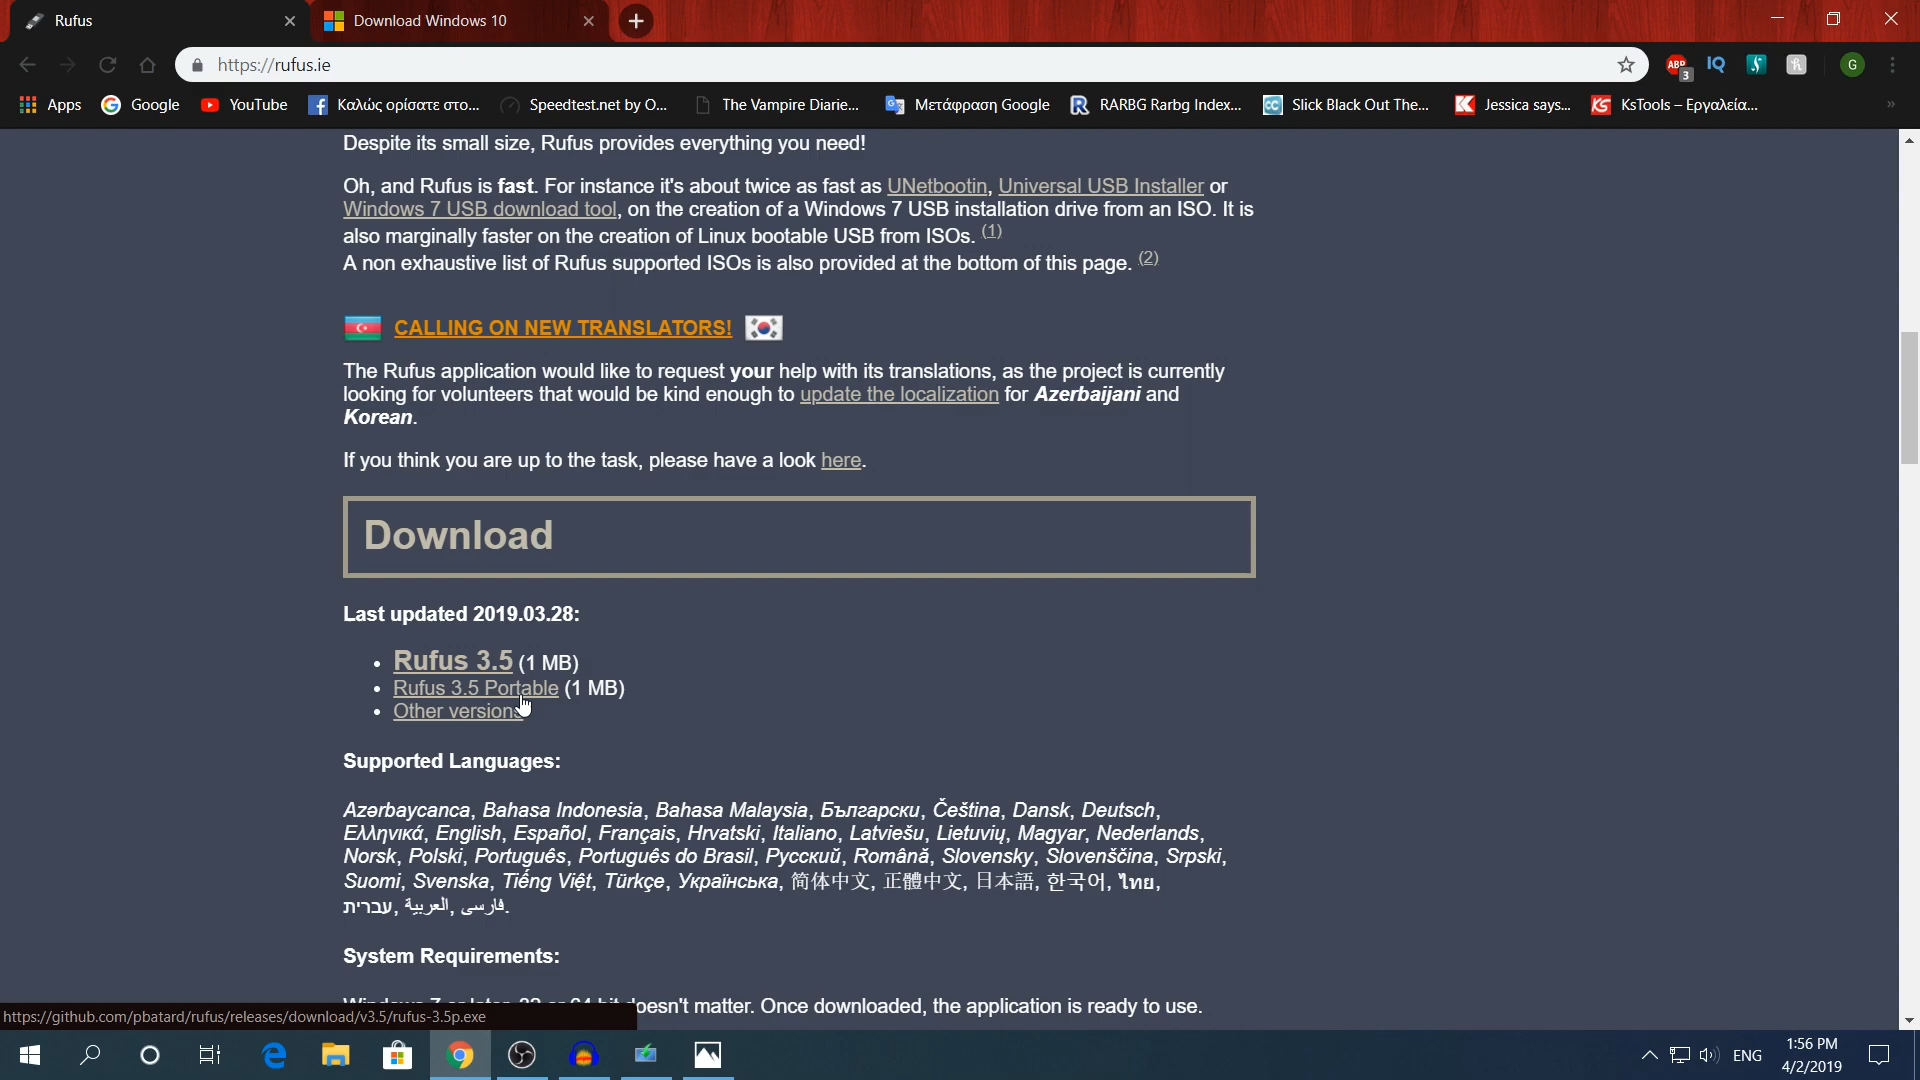 Rufus
Download Windows 10
https://rufus.ie
ABP
3
IQ
G
Apps
Google
YouTube
Καλώς ορίσατε στο...
Speedtest.net by O...
The Vampire Diarie...
Μετάφραση Google
RARBG Rarbg Index...
Slick Black Out The...
Jessica says...
KsTools – Εργαλεία...
»
Despite its small size, Rufus provides everything you need!
Oh, and Rufus is fast. For instance it's about twice as fast as UNetbootin, Universal USB Installer or
Windows 7 USB download tool, on the creation of a Windows 7 USB installation drive from an ISO. It is
also marginally faster on the creation of Linux bootable USB from ISOs. (1)
A non exhaustive list of Rufus supported ISOs is also provided at the bottom of this page. (2)
CALLING ON NEW TRANSLATORS!
The Rufus application would like to request your help with its translations, as the project is currently
looking for volunteers that would be kind enough to update the localization for Azerbaijani and
Korean.
If you think you are up to the task, please have a look here.
Download
Last updated 2019.03.28:
• Rufus 3.5 (1 MB)
• Rufus 3.5 Portable (1 MB)
• Other versions
Supported Languages:
Azərbaycanca, Bahasa Indonesia, Bahasa Malaysia, Български, Čeština, Dansk, Deutsch,
Ελληνικά, English, Español, Français, Hrvatski, Italiano, Latviešu, Lietuvių, Magyar, Nederlands,
Norsk, Polski, Português, Português do Brasil, Русский, Română, Slovensky, Slovenščina, Srpski,
Suomi, Svenska, Tiếng Việt, Türkçe, Українська, 简体中文, 正體中文, 日本語, 한국어, ไทย,
עברית, العربية, فارسی.
System Requirements:
doesn't matter. Once downloaded, the application is ready to use.
https://github.com/pbatard/rufus/releases/download/v3.5/rufus-3.5p.exe
ENG
1:56 PM
4/2/2019